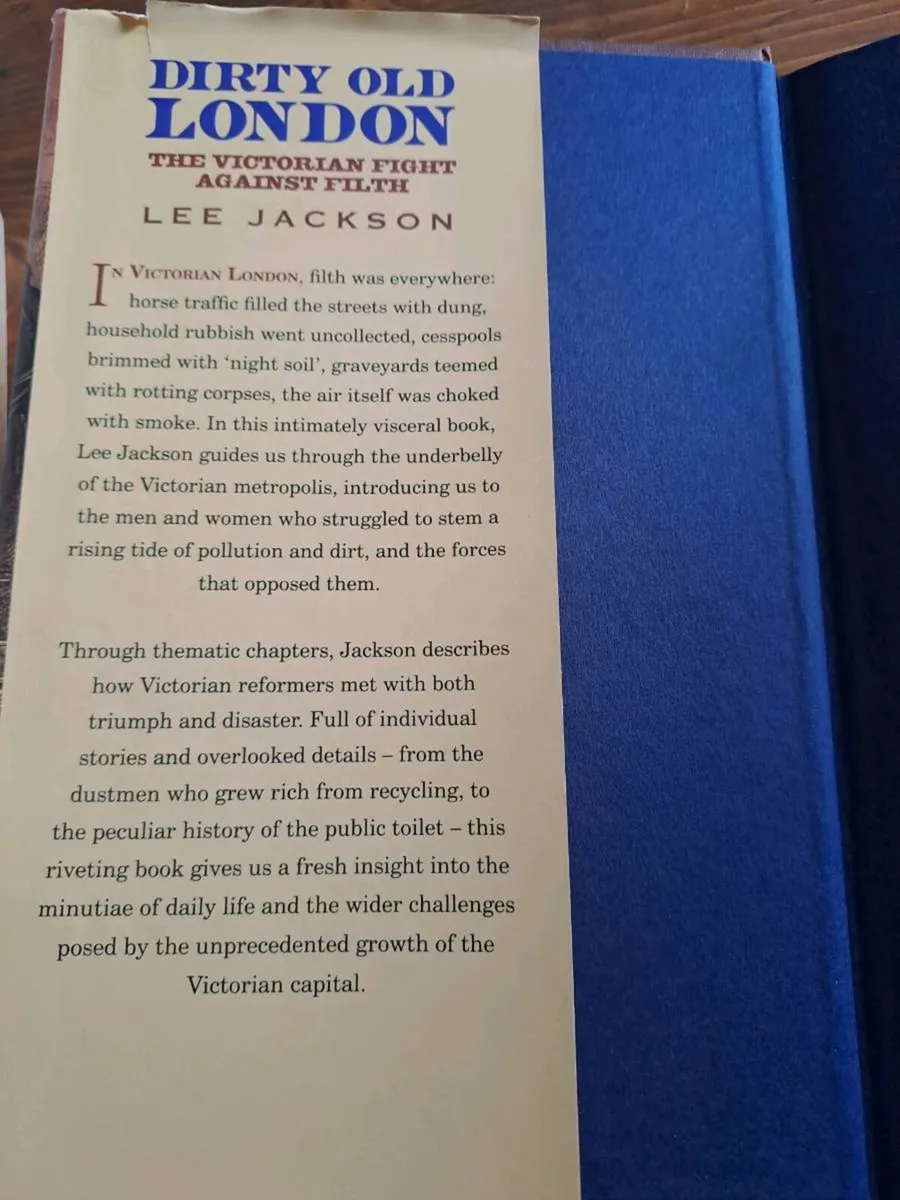 DIRTY OLD
LONDON
THE VICTORIAN FIGHT
AGAINST FILTH
LEE JACKSON
IN VICTORIAN LONDON, filth was everywhere:
horse traffic filled the streets with dung,
household rubbish went uncollected, cesspools
brimmed with ‘night soil’, graveyards teemed
with rotting corpses, the air itself was choked
with smoke. In this intimately visceral book,
Lee Jackson guides us through the underbelly
of the Victorian metropolis, introducing us to
the men and women who struggled to stem a
rising tide of pollution and dirt, and the forces
that opposed them.
Through thematic chapters, Jackson describes
how Victorian reformers met with both
triumph and disaster. Full of individual
stories and overlooked details – from the
dustmen who grew rich from recycling, to
the peculiar history of the public toilet – this
riveting book gives us a fresh insight into the
minutiae of daily life and the wider challenges
posed by the unprecedented growth of the
Victorian capital.